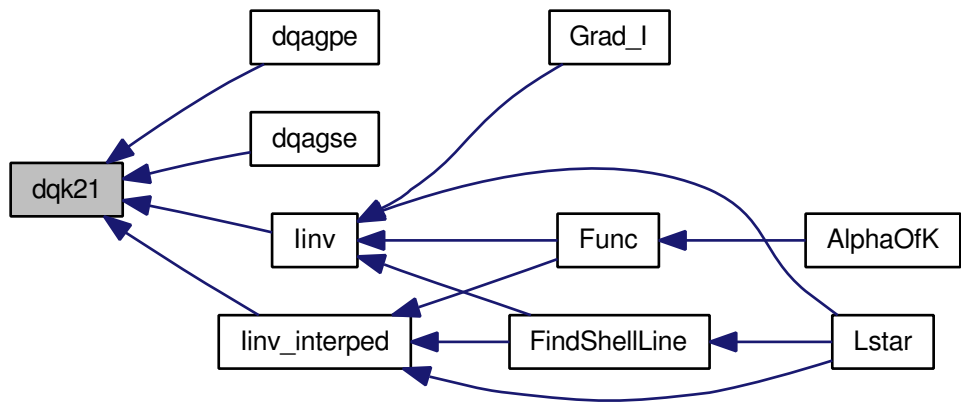 dqagpe
Grad_I
dqagse
dqk21
Iinv
Func
AlphaOfK
Iinv_interped
FindShellLine
Lstar